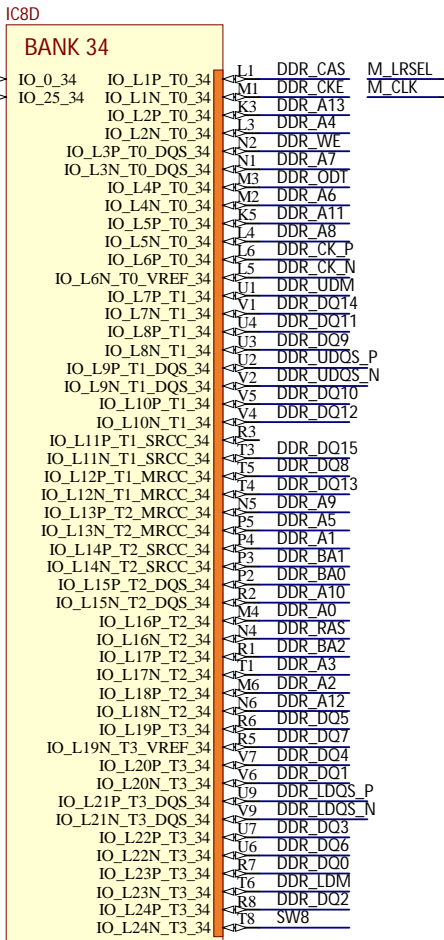 IC8D
BANK 34
IO_0_34 IO_L1P_T0_34 L1 DDR_CAS M_LRSEL
IO_25_34 IO_L1N_T0_34 M1 DDR_CKE M_CLK
IO_L2P_T0_34 K3 DDR_A13
IO_L2N_T0_34 L3 DDR_A4
IO_L3P_T0_DQS_34 N2 DDR_WE
IO_L3N_T0_DQS_34 N1 DDR_A7
IO_L4P_T0_34 M3 DDR_ODT
IO_L4N_T0_34 M2 DDR_A6
IO_L5P_T0_34 K5 DDR_A11
IO_L5N_T0_34 L4 DDR_A8
IO_L6P_T0_34 L6 DDR_CK_P
IO_L6N_T0_VREF_34 L5 DDR_CK_N
IO_L7P_T1_34 U1 DDR_UDM
IO_L7N_T1_34 V1 DDR_DQ14
IO_L8P_T1_34 U4 DDR_DQ11
IO_L8N_T1_34 U3 DDR_DQ9
IO_L9P_T1_DQS_34 U2 DDR_UDQS_P
IO_L9N_T1_DQS_34 V2 DDR_UDQS_N
IO_L10P_T1_34 V5 DDR_DQ10
IO_L10N_T1_34 V4 DDR_DQ12
IO_L11P_T1_SRCC_34 R3
IO_L11N_T1_SRCC_34 T3 DDR_DQ15
IO_L12P_T1_MRCC_34 T5 DDR_DQ8
IO_L12N_T1_MRCC_34 T4 DDR_DQ13
IO_L13P_T2_MRCC_34 N5 DDR_A9
IO_L13N_T2_MRCC_34 P5 DDR_A5
IO_L14P_T2_SRCC_34 P4 DDR_A1
IO_L14N_T2_SRCC_34 P3 DDR_BA1
IO_L15P_T2_DQS_34 P2 DDR_BA0
IO_L15N_T2_DQS_34 R2 DDR_A10
IO_L16P_T2_34 M4 DDR_A0
IO_L16N_T2_34 N4 DDR_RAS
IO_L17P_T2_34 R1 DDR_BA2
IO_L17N_T2_34 T1 DDR_A3
IO_L18P_T2_34 M6 DDR_A2
IO_L18N_T2_34 N6 DDR_A12
IO_L19P_T3_34 R6 DDR_DQ5
IO_L19N_T3_VREF_34 R5 DDR_DQ7
IO_L20P_T3_34 V7 DDR_DQ4
IO_L20N_T3_34 V6 DDR_DQ1
IO_L21P_T3_DQS_34 U9 DDR_LDQS_P
IO_L21N_T3_DQS_34 V9 DDR_LDQS_N
IO_L22P_T3_34 U7 DDR_DQ3
IO_L22N_T3_34 U6 DDR_DQ6
IO_L23P_T3_34 R7 DDR_DQ0
IO_L23N_T3_34 T6 DDR_LDM
IO_L24P_T3_34 R8 DDR_DQ2
IO_L24N_T3_34 T8 SW8